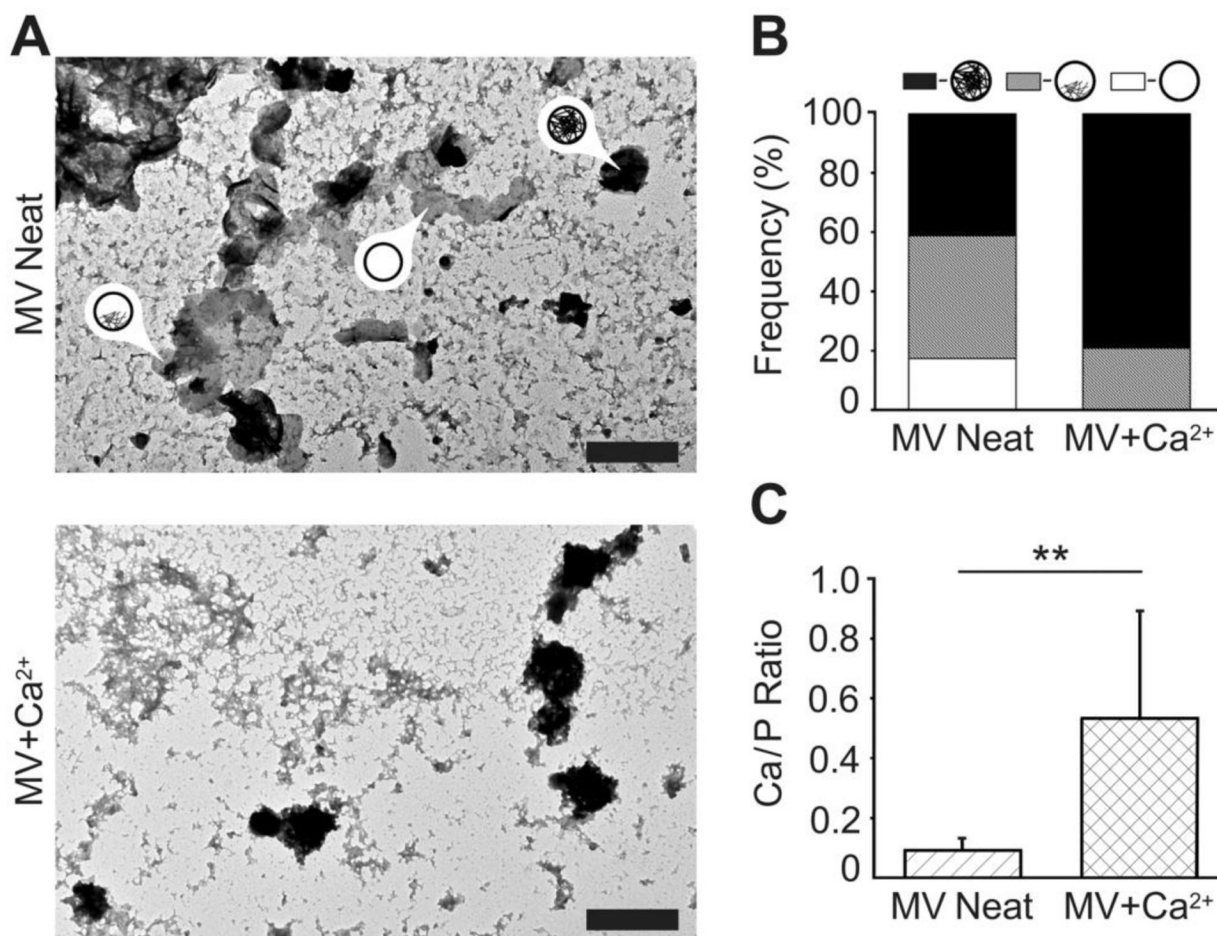 A
MV Neat
MV+Ca²⁺
B
100
80
60
40
20
0
Frequency (%)
MV Neat
MV+Ca²⁺
C
**
1.0
0.8
0.6
0.4
0.2
0
Ca/P Ratio
MV Neat
MV+Ca²⁺